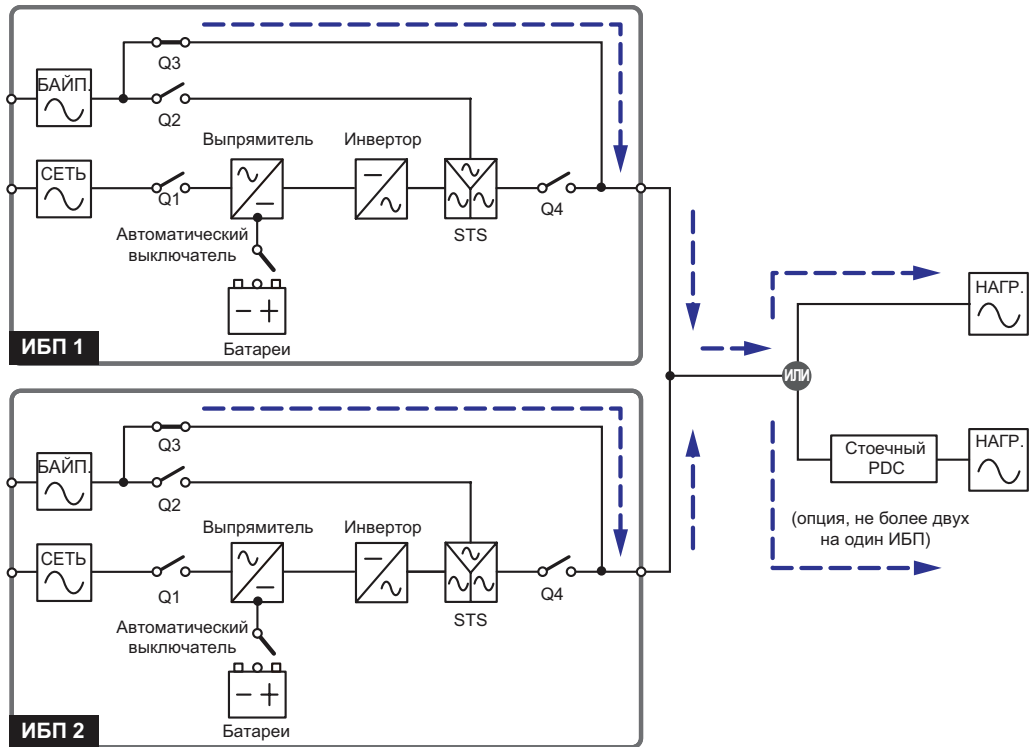 Q3
БАЙП.
Q2
Выпрямитель
Инвертор
СЕТЬ
Q1
STS
Q4
Автоматический
выключатель
Батареи
ИБП 1
НАГР.
ИЛИ
Стоечный
PDC
НАГР.
(опция, не более двух
на один ИБП)
Q3
БАЙП.
Q2
Выпрямитель
Инвертор
СЕТЬ
Q1
STS
Q4
Автоматический
выключатель
Батареи
ИБП 2